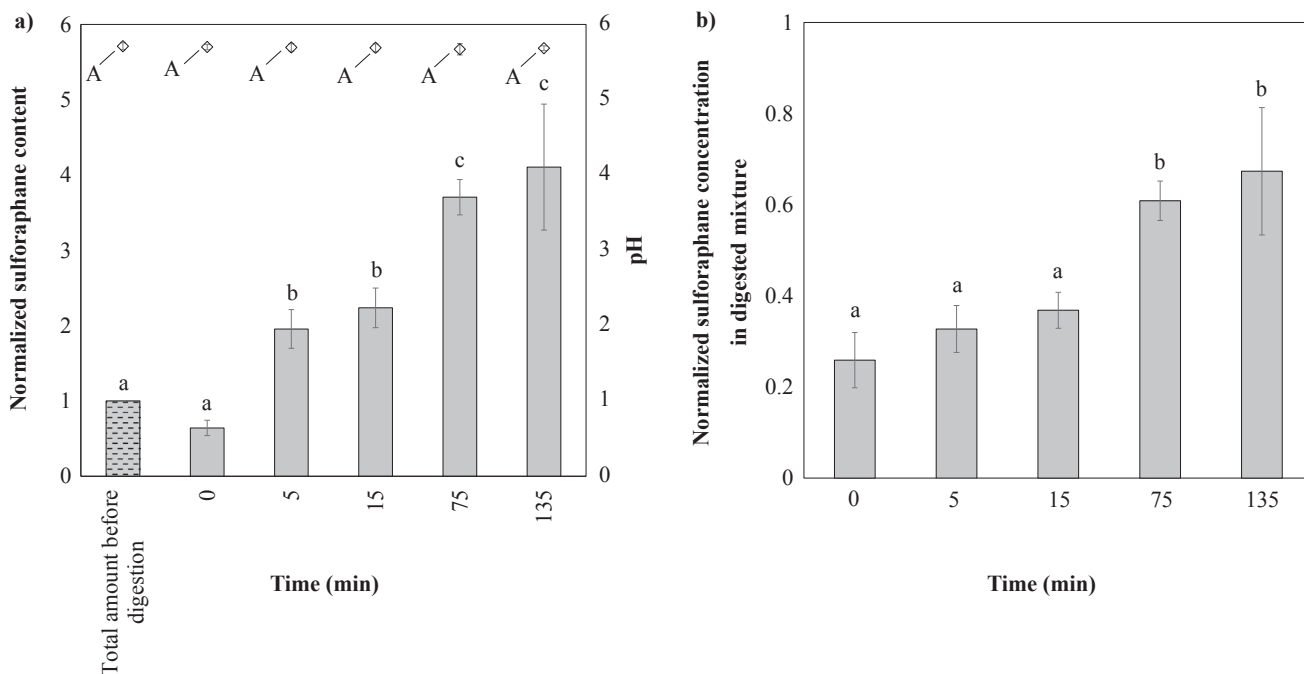 a)
Normalized sulforaphane content
6
5
4
3
2
1
0
A
A
A
A
A
A
a
a
b
b
c
c
6
5
4
3
2
1
0
pH
Total amount before
digestion
0
5
15
75
135
Time (min)
b)
Normalized sulforaphane concentration
in digested mixture
1
0.8
0.6
0.4
0.2
0
a
a
a
b
b
0
5
15
75
135
Time (min)